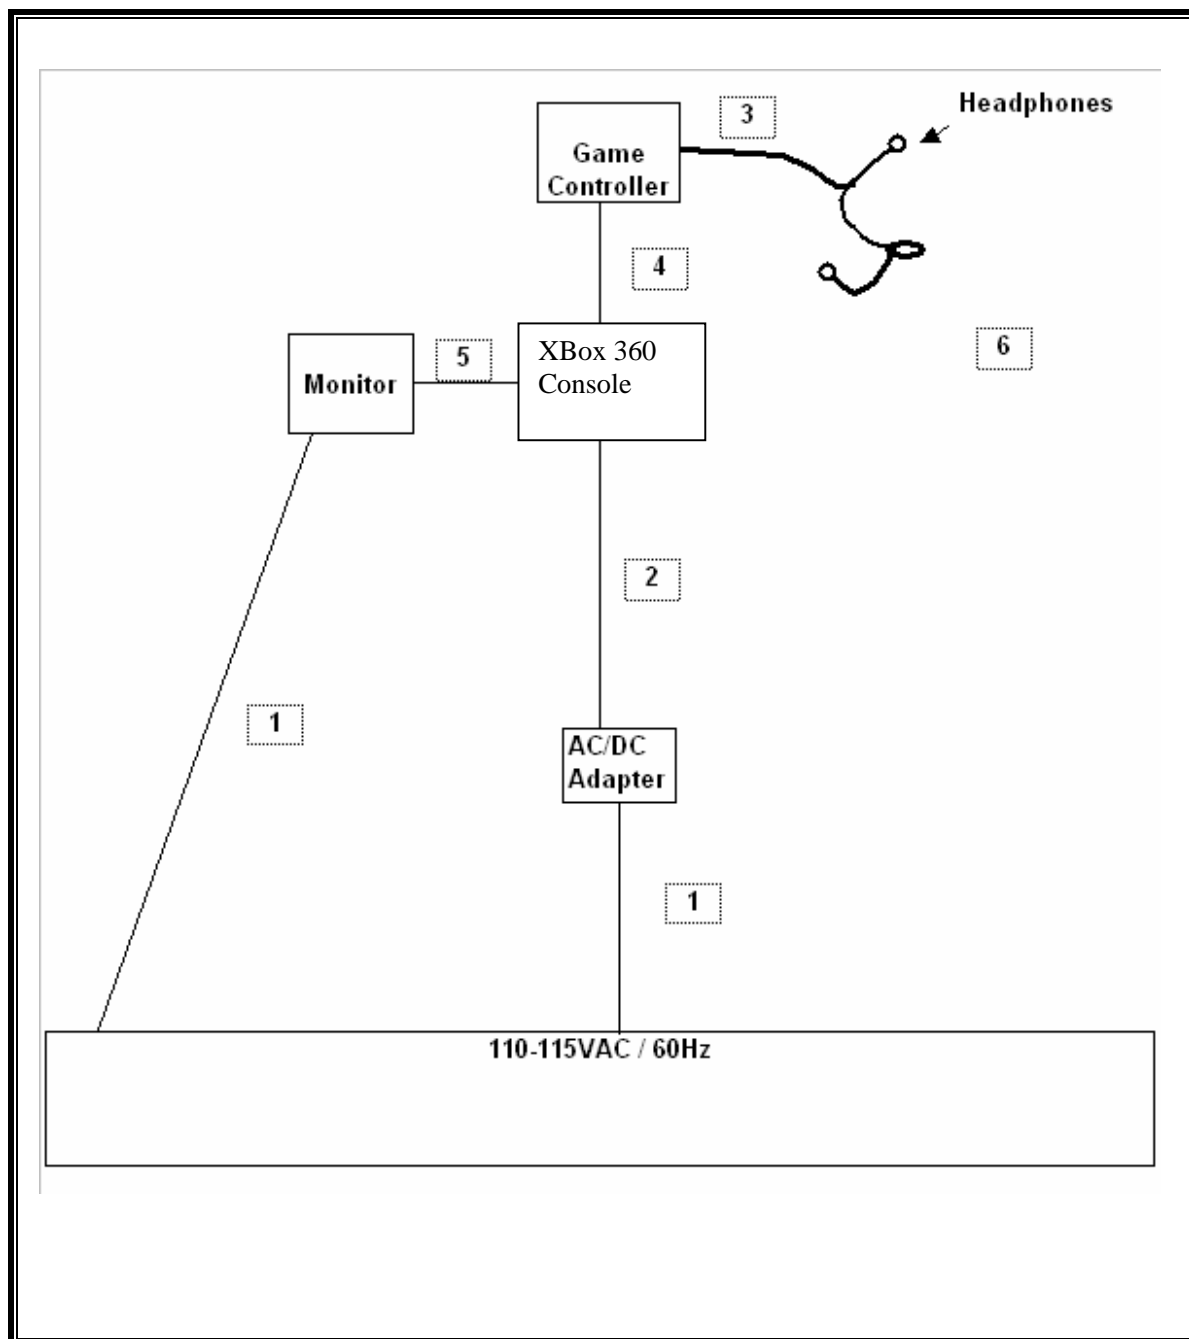 Headphones
3
Game
Controller
4
6
XBox 360
Console
5
Monitor
2
1
AC/DC
Adapter
1
110-115VAC / 60Hz